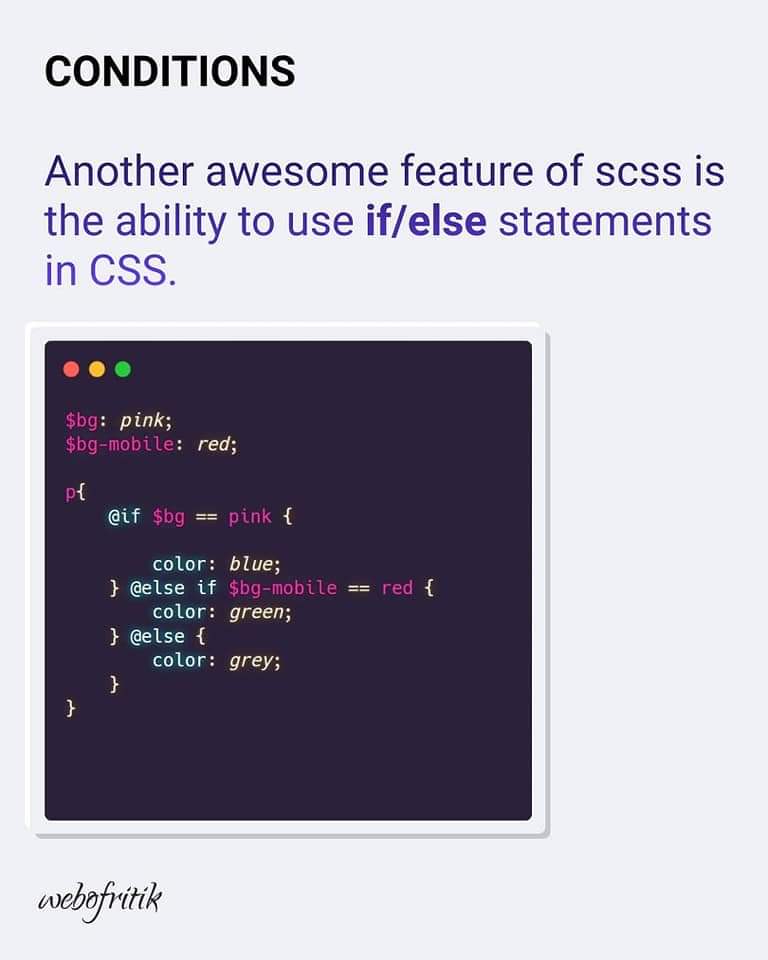 CONDITIONS
Another awesome feature of scss is
the ability to use if/else statements
in CSS.
$bg: pink;
$bg-mobile: red;
p{
@if $bg == pink {
color: blue;
} @else if $bg-mobile == red {
color: green;
} @else {
color: grey;
}
}
webofritik